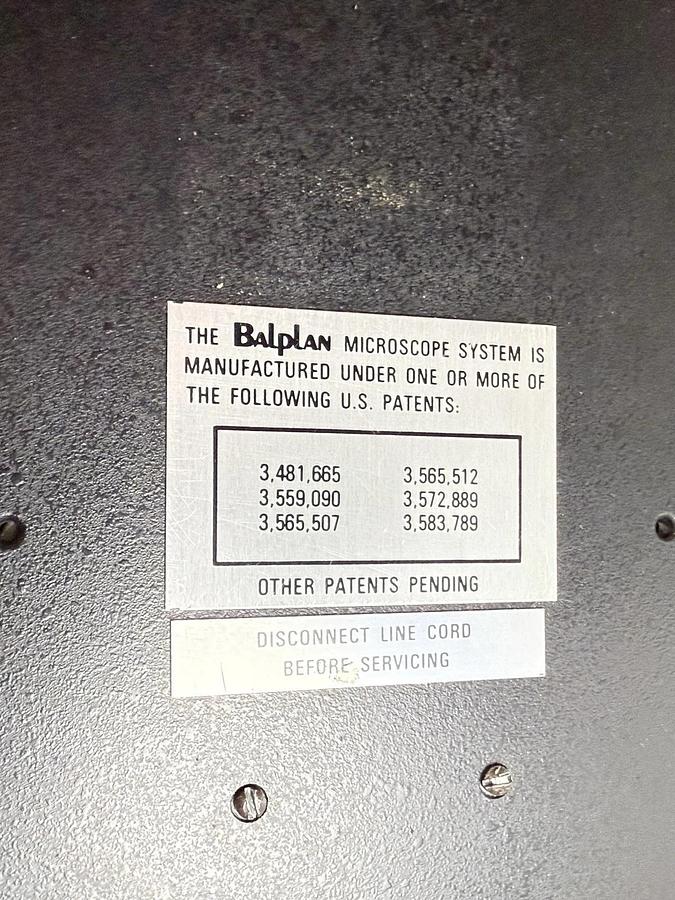 THE Balplan MICROSCOPE SYSTEM IS
MANUFACTURED UNDER ONE OR MORE OF
THE FOLLOWING U.S. PATENTS:
3,481,665 3,565,512
3,559,090 3,572,889
3,565,507 3,583,789
OTHER PATENTS PENDING
DISCONNECT LINE CORD
BEFORE SERVICING